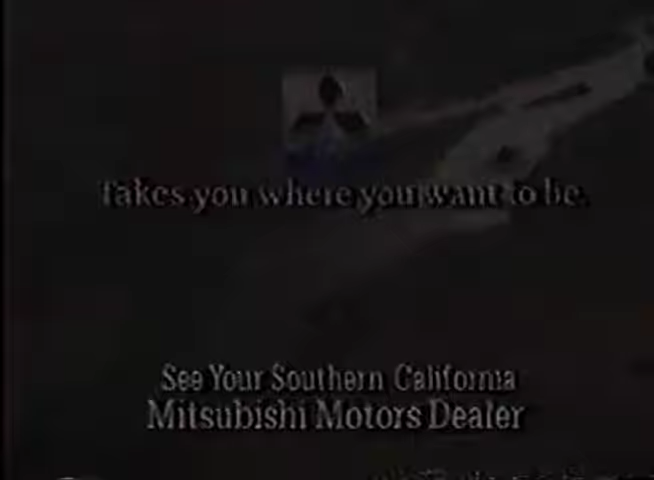 Takes you where you want to be.
See Your Southern California
Mitsubishi Motors Dealer